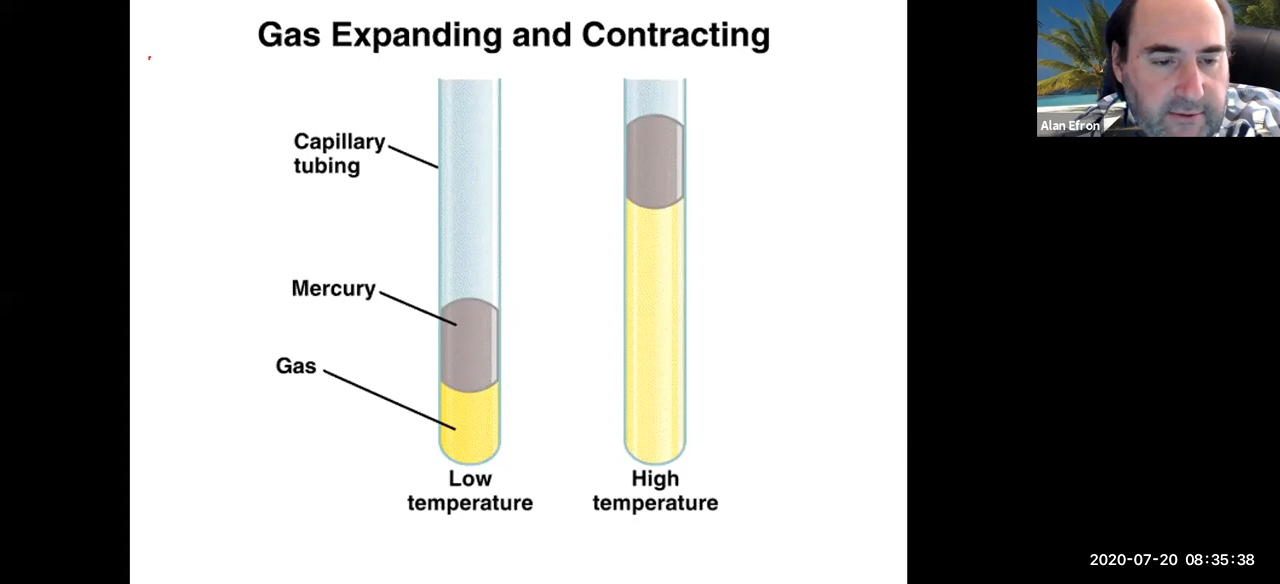 Gas Expanding and Contracting
Capillary
tubing
Mercury
Gas
Low
temperature
High
temperature
Alan Efron
2020-07-20 08:35:38